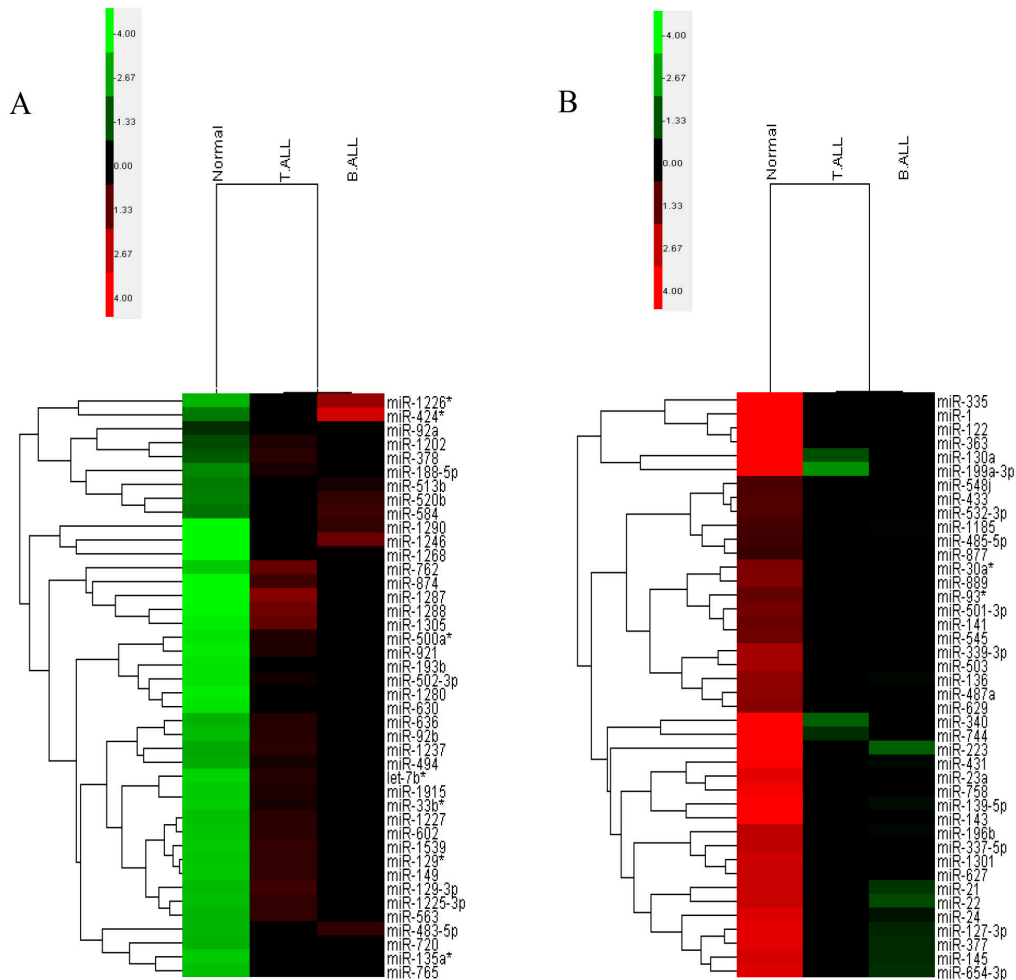 A
-4.00
-2.67
-1.33
0.00
1.33
2.67
4.00
Normal
T.ALL
B.ALL
miR-1226*
miR-424*
miR-92a
miR-1202
miR-378
miR-188-5p
miR-513b
miR-520b
miR-584
miR-1290
miR-1246
miR-1268
miR-762
miR-874
miR-1287
miR-1288
miR-1305
miR-500a*
miR-921
miR-193b
miR-502-3p
miR-1280
miR-630
miR-636
miR-92b
miR-1237
miR-494
let-7b*
miR-1915
miR-33b*
miR-1227
miR-602
miR-1539
miR-129*
miR-149
miR-129-3p
miR-1225-3p
miR-563
miR-483-5p
miR-720
miR-135a*
miR-765
B
-4.00
-2.67
-1.33
0.00
1.33
2.67
4.00
Normal
T.ALL
B.ALL
miR-335
miR-1
miR-122
miR-363
miR-130a
miR-199a-3p
miR-548j
miR-433
miR-532-3p
miR-1185
miR-485-5p
miR-877
miR-30a*
miR-889
miR-93*
miR-501-3p
miR-141
miR-545
miR-339-3p
miR-503
miR-136
miR-487a
miR-629
miR-340
miR-744
miR-223
miR-431
miR-23a
miR-758
miR-139-5p
miR-143
miR-196b
miR-337-5p
miR-1301
miR-627
miR-21
miR-22
miR-24
miR-127-3p
miR-377
miR-145
miR-654-3p